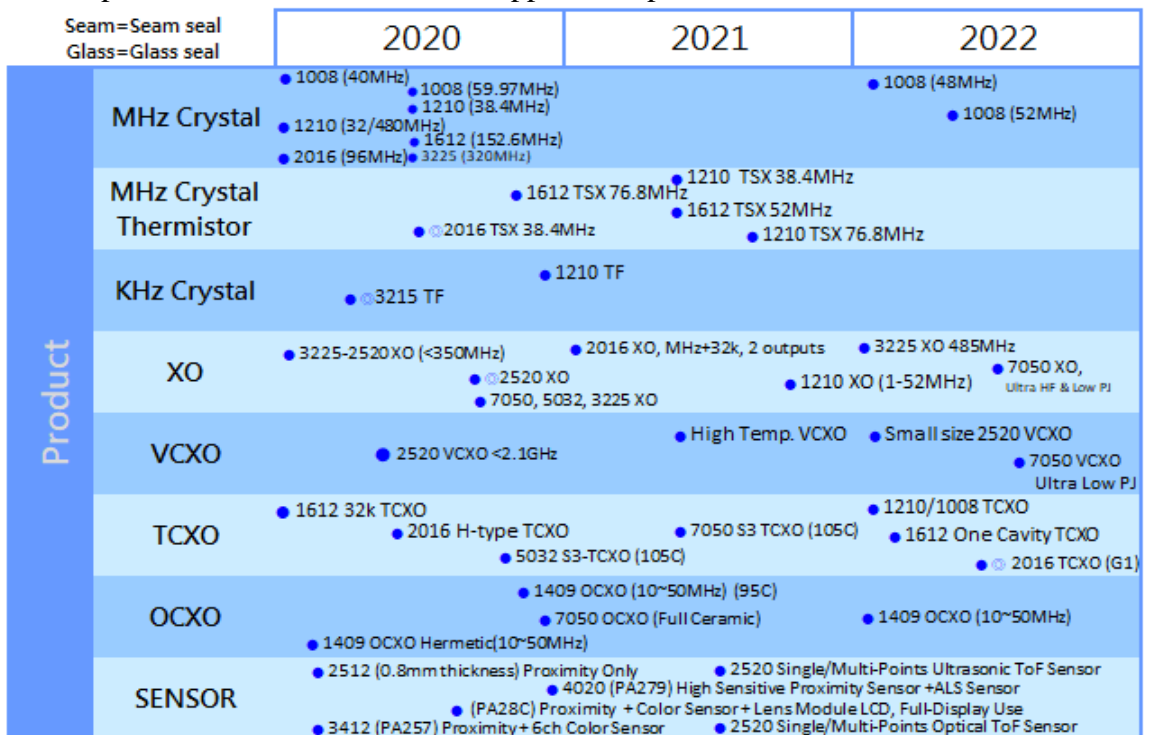 Seam=Seam seal
Glass=Glass seal
2020
2021
2022
Product
MHz Crystal
1008 (40MHz)
1008 (59.97MHz)
1210 (38.4MHz)
1210 (32/480MHz)
1612 (152.6MHz)
2016 (96MHz)
3225 (320MHz)
1008 (48MHz)
1008 (52MHz)
MHz Crystal
Thermistor
1210 TSX 38.4MHz
1612 TSX 76.8MHz
1612 TSX 52MHz
2016 TSX 38.4MHz
1210 TSX 76.8MHz
KHz Crystal
1210 TF
3215 TF
XO
3225-2520 XO (<350MHz)
2016 XO, MHz+32k, 2 outputs
3225 XO 485MHz
2520 XO
7050, 5032, 3225 XO
1210 XO (1-52MHz)
7050 XO,
Ultra HF & Low PJ
VCXO
2520 VCXO <2.1GHz
High Temp. VCXO
Small size 2520 VCXO
7050 VCXO
Ultra Low PJ
TCXO
1612 32k TCXO
2016 H-type TCXO
5032 S3-TCXO (105C)
7050 S3 TCXO (105C)
1210/1008 TCXO
1612 One Cavity TCXO
2016 TCXO (G1)
OCXO
1409 OCXO (10~50MHz) (95C)
7050 OCXO (Full Ceramic)
1409 OCXO (10~50MHz)
1409 OCXO Hermetic(10~50MHz)
SENSOR
2512 (0.8mm thickness) Proximity Only
2520 Single/Multi-Points Ultrasonic ToF Sensor
4020 (PA279) High Sensitive Proximity Sensor +ALS Sensor
(PA28C) Proximity + Color Sensor + Lens Module LCD, Full-Display Use
3412 (PA257) Proximity + 6ch Color Sensor
2520 Single/Multi-Points Optical ToF Sensor